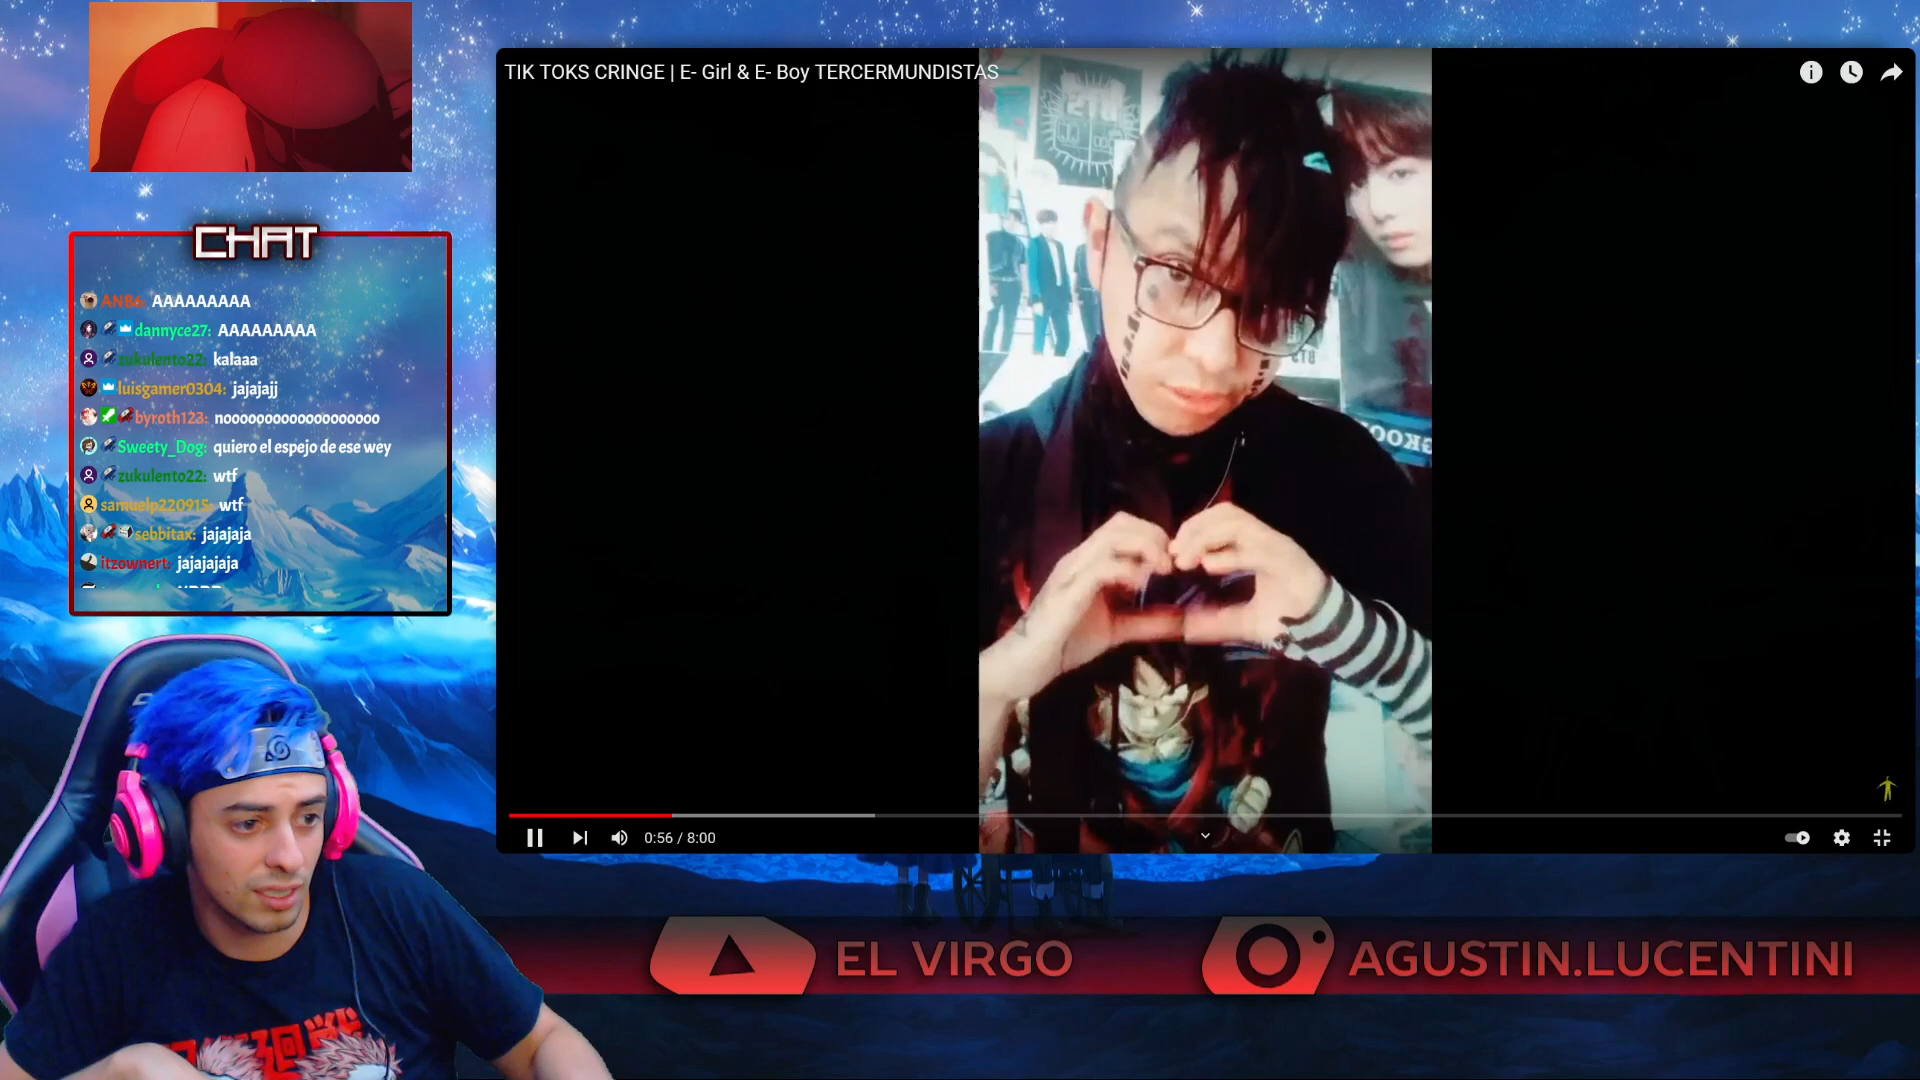 TIK TOKS CRINGE | E- Girl & E- Boy TERCERMUNDISTAS
CHAT
AN86: AAAAAAAAA
dannyce27: AAAAAAAAA
zukulento22: kalaaa
luisgamer0304: jajajajj
byroth123: noooooooooooooooooo
Sweety_Dog: quiero el espejo de ese wey
zukulento22: wtf
samuelp220915: wtf
sebbitax: jajajaja
itzownert: jajajajaja
BTS
0:56 / 8:00
EL VIRGO
AGUSTIN.LUCENTINI